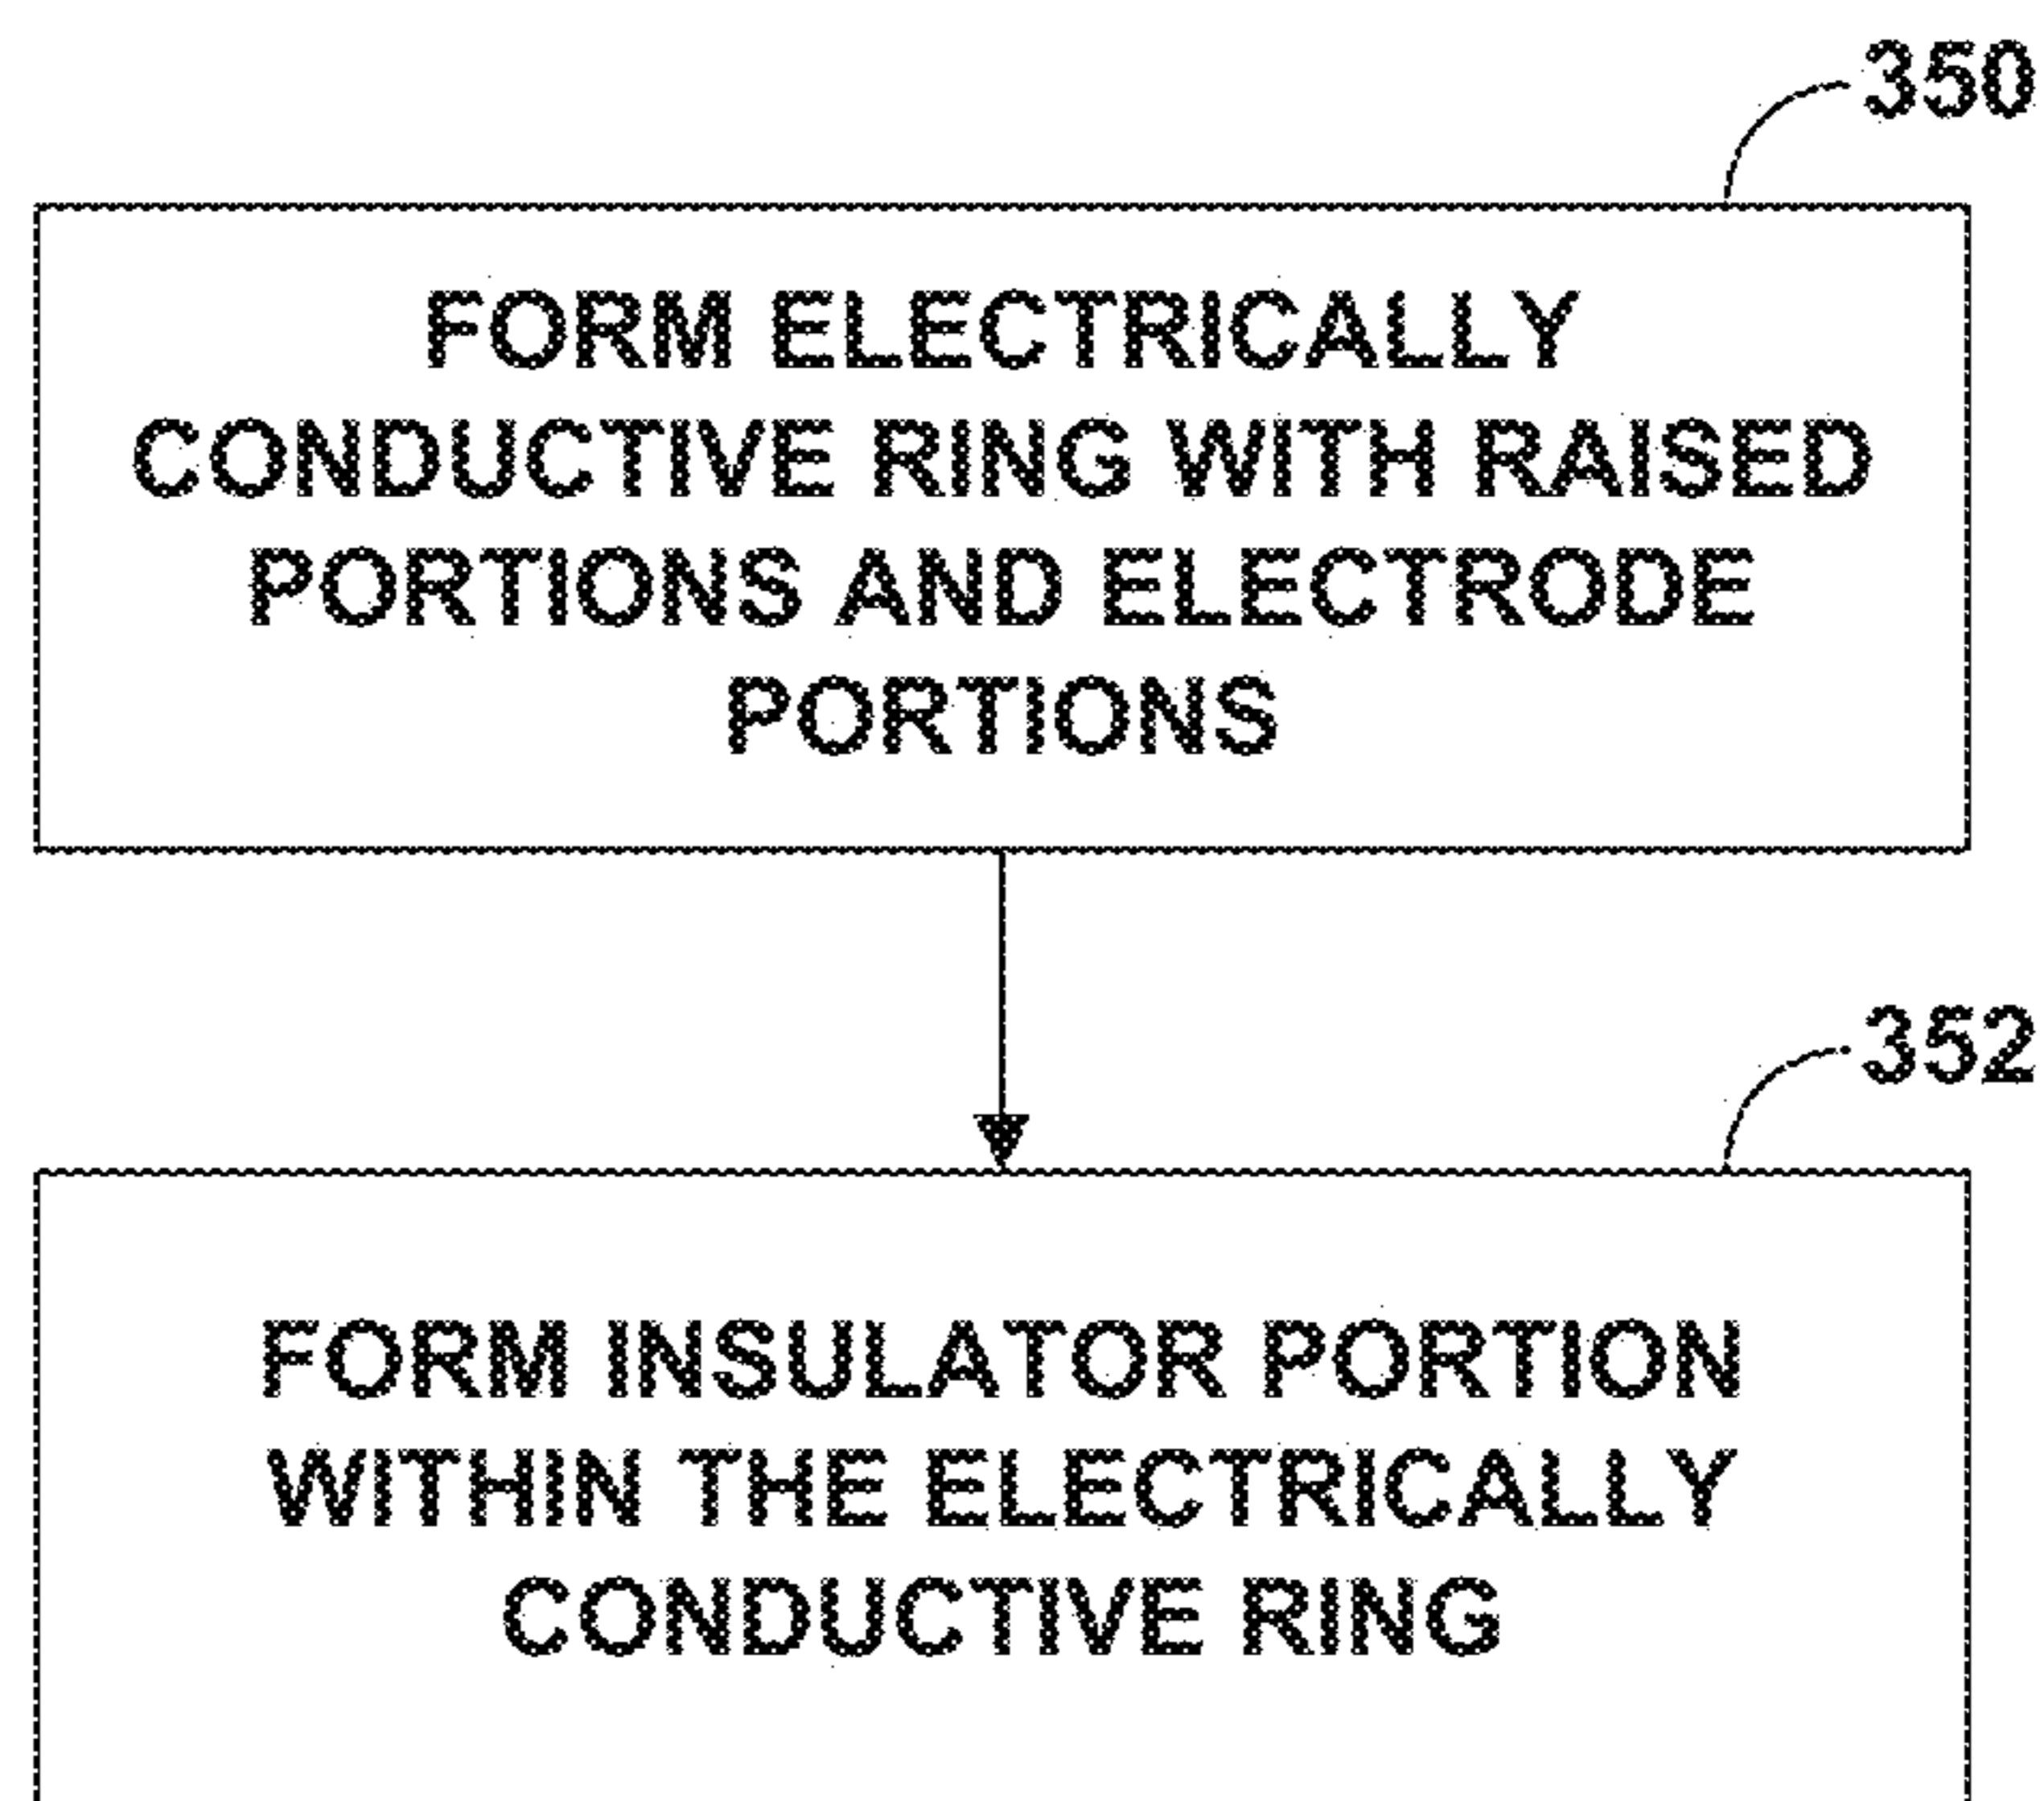 350
FORM ELECTRICALLY
CONDUCTIVE RING WITH RAISED
PORTIONS AND ELECTRODE
PORTIONS
352
FORM INSULATOR PORTION
WITHIN THE ELECTRICALLY
CONDUCTIVE RING